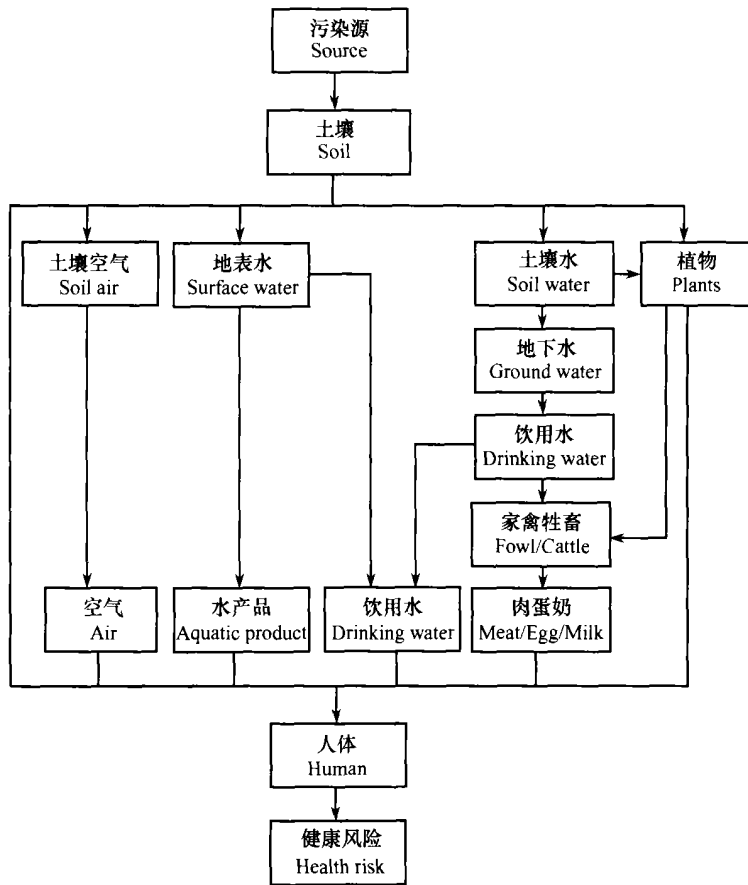 污染源
Source
土壤
Soil
土壤空气
Soil air
地表水
Surface water
土壤水
Soil water
植物
Plants
地下水
Ground water
饮用水
Drinking water
家禽牲畜
Fowl/Cattle
空气
Air
水产品
Aquatic product
饮用水
Drinking water
肉蛋奶
Meat/Egg/Milk
人体
Human
健康风险
Health risk